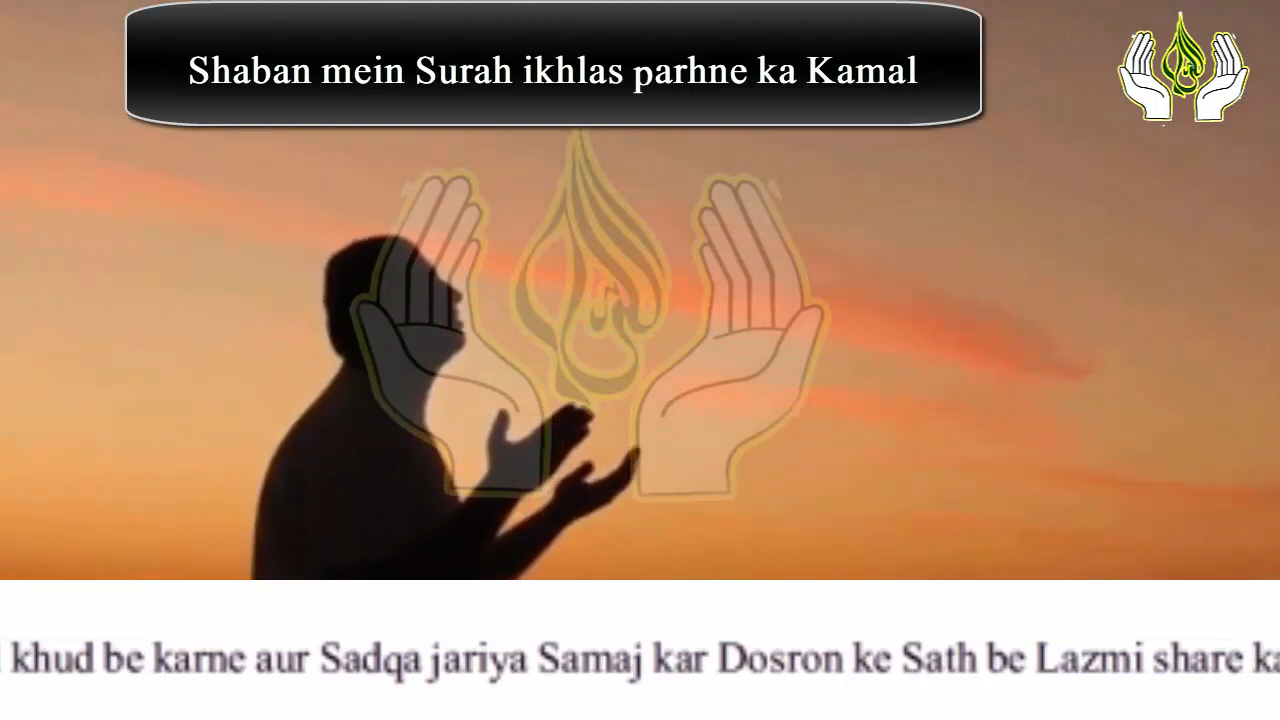 Shaban mein Surah ikhlas parhne ka Kamal
khud be karne aur Sadqa jariya Samaj kar Dosron ke Sath be Lazmi share ka